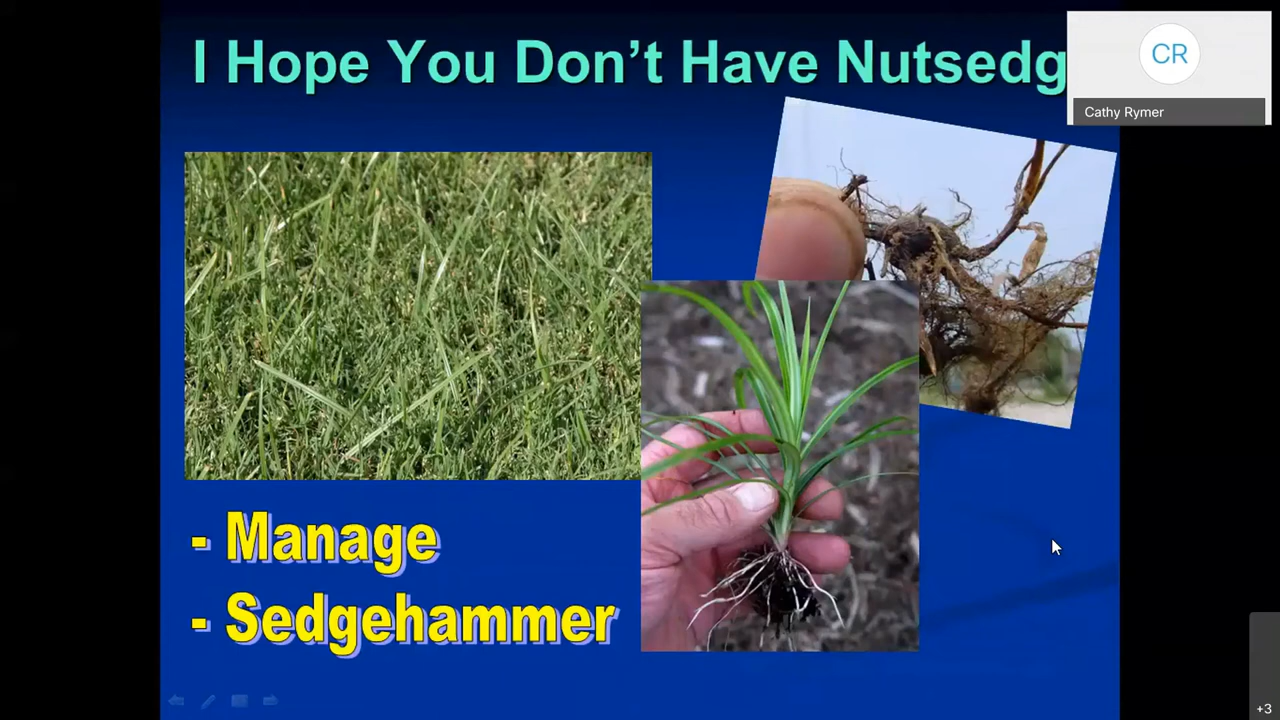 I Hope You Don't Have Nutsedg
CR
Cathy Rymer
- Manage
- Sedgehammer
+3